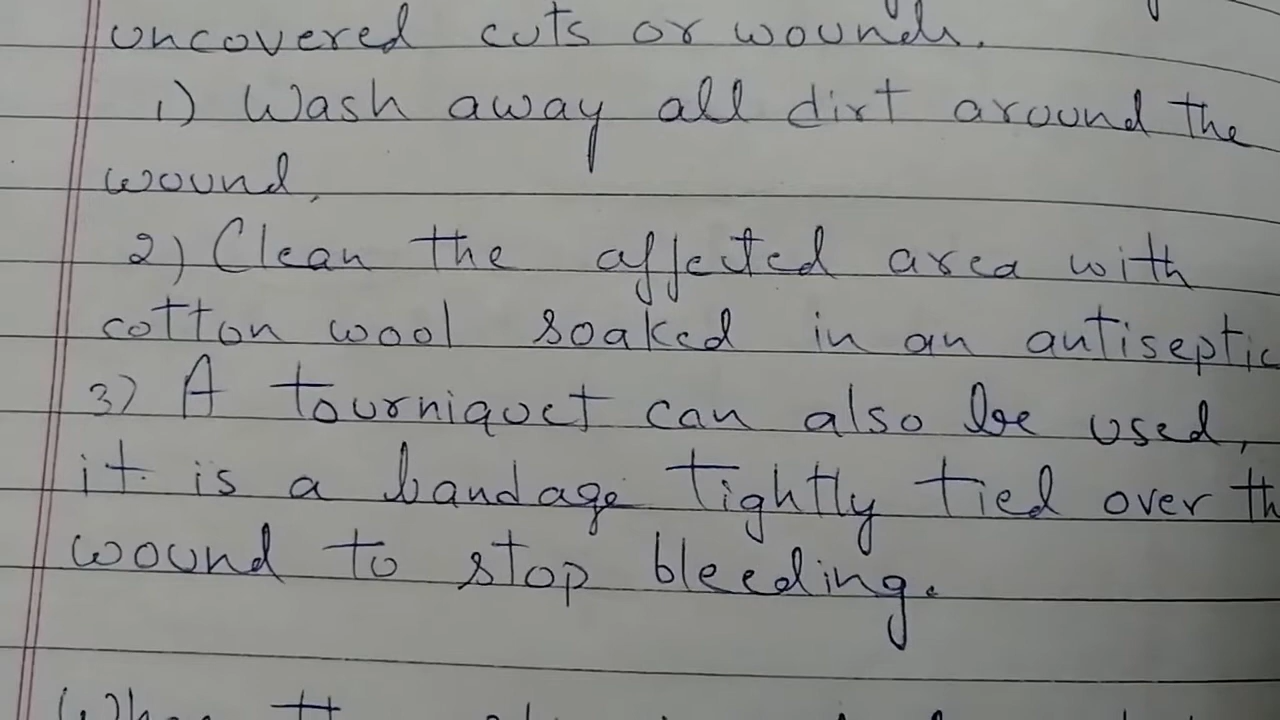 uncovered cuts or wounds.
1) Wash away all dirt around the
wound.
2) Clean the affected area with
cotton wool soaked in an antiseptic
3) A tourniquet can also be used,
it is a bandage tightly tied over th
wound to stop bleeding.